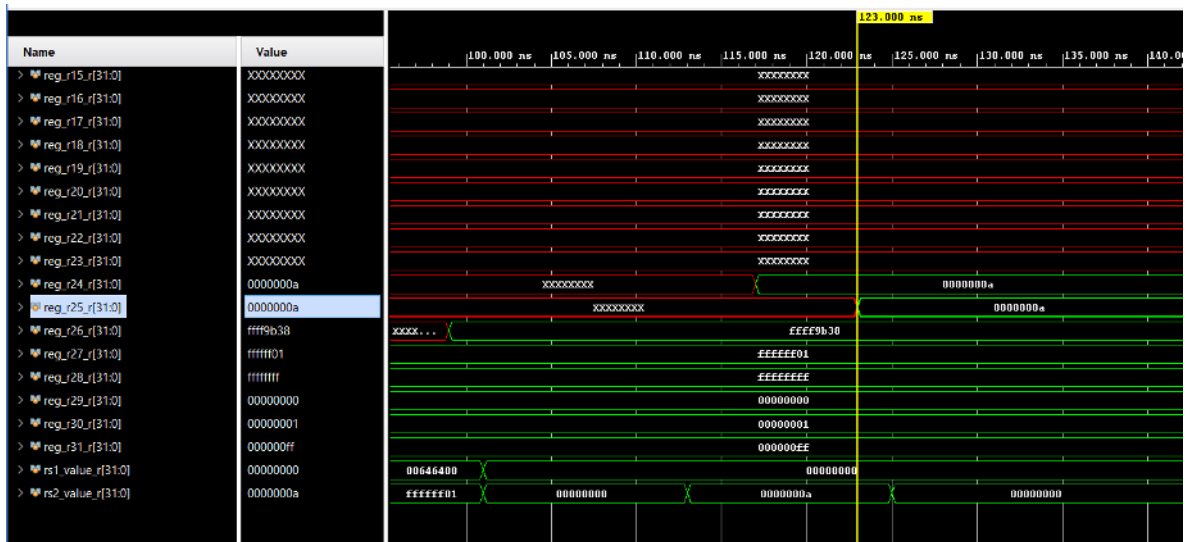 123.000 ns
Name Value 100.000 ns 105.000 ns 110.000 ns 115.000 ns 120.000 ns 125.000 ns 130.000 ns 135.000 ns 140.0
reg_r15_r[31:0] XXXXXXXX XXXXXXXX
reg_r16_r[31:0] XXXXXXXX XXXXXXXX
reg_r17_r[31:0] XXXXXXXX XXXXXXXX
reg_r18_r[31:0] XXXXXXXX XXXXXXXX
reg_r19_r[31:0] XXXXXXXX XXXXXXXX
reg_r20_r[31:0] XXXXXXXX XXXXXXXX
reg_r21_r[31:0] XXXXXXXX XXXXXXXX
reg_r22_r[31:0] XXXXXXXX XXXXXXXX
reg_r23_r[31:0] XXXXXXXX XXXXXXXX
reg_r24_r[31:0] 0000000a XXXXXXXX 0000000a
reg_r25_r[31:0] 0000000a XXXXXXXX 0000000a
reg_r26_r[31:0] ffff9b38 XXXX... ffff9b38
reg_r27_r[31:0] ffffff01 ffffff01
reg_r28_r[31:0] ffffffff ffffffff
reg_r29_r[31:0] 00000000 00000000
reg_r30_r[31:0] 00000001 00000001
reg_r31_r[31:0] 000000ff 000000ff
rs1_value_r[31:0] 00000000 00646400 00000000
rs2_value_r[31:0] 0000000a ffffff01 00000000 0000000a 00000000